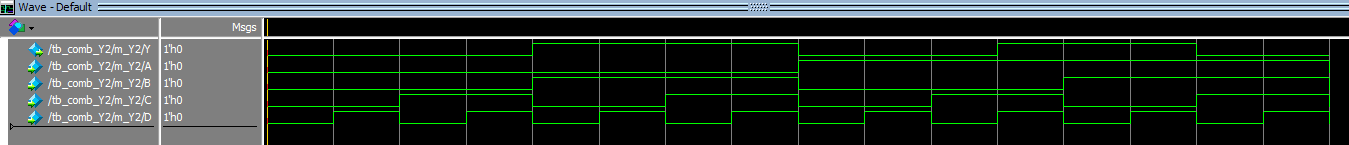 Wave - Default
Msgs
/tb_comb_Y2/m_Y2/Y 1'h0
/tb_comb_Y2/m_Y2/A 1'h0
/tb_comb_Y2/m_Y2/B 1'h0
/tb_comb_Y2/m_Y2/C 1'h0
/tb_comb_Y2/m_Y2/D 1'h0